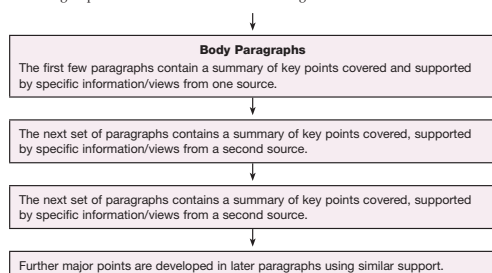 Body Paragraphs
The first few paragraphs contain a summary of key points covered and supported
by specific information/views from one source.
The next set of paragraphs contains a summary of key points covered, supported
by specific information/views from a second source.
The next set of paragraphs contains a summary of key points covered, supported
by specific information/views from a second source.
Further major points are developed in later paragraphs using similar support.